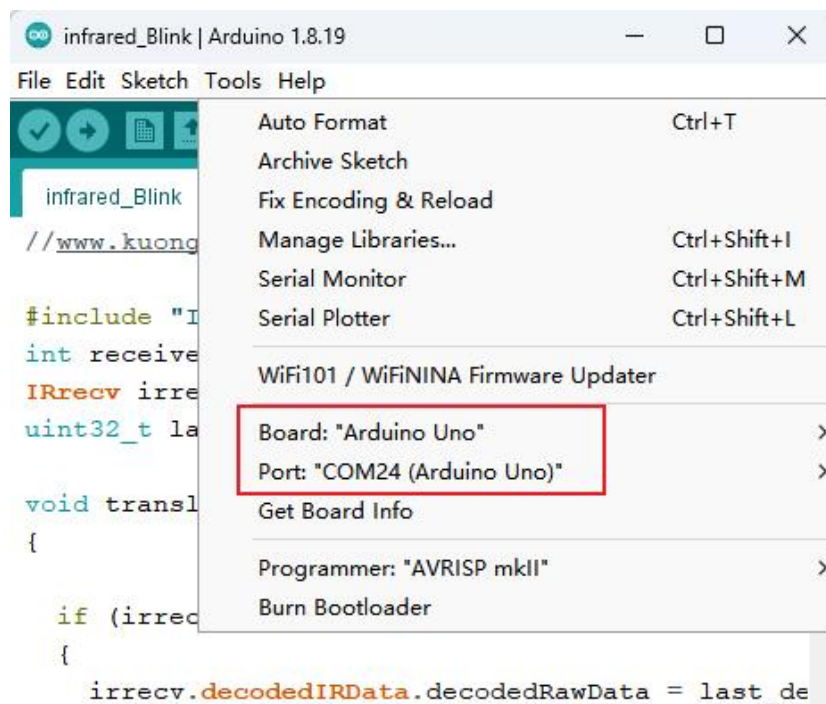 infrared_Blink | Arduino 1.8.19
File Edit Sketch Tools Help
Auto Format Ctrl+T
Archive Sketch
infrared_Blink
Fix Encoding & Reload
//www.kuong
Manage Libraries... Ctrl+Shift+I
Serial Monitor Ctrl+Shift+M
#include "I
Serial Plotter Ctrl+Shift+L
int receive
WiFi101 / WiFiNINA Firmware Updater
IRrecv irre
uint32_t la
Board: "Arduino Uno"
Port: "COM24 (Arduino Uno)"
void transl
Get Board Info
{
Programmer: "AVRISP mkII"
if (irrec
Burn Bootloader
{
irrecv.decodedIRData.decodedRawData = last_de